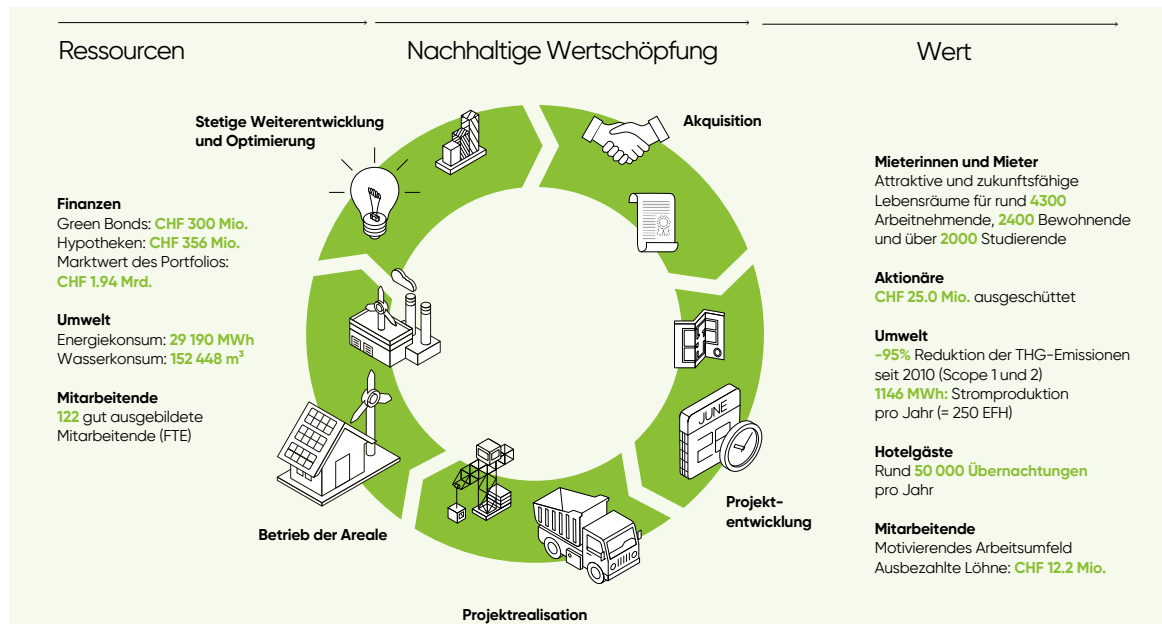 Ressourcen
Nachhaltige Wertschöpfung
Wert
Stetige Weiterentwicklung
und Optimierung
Akquisition
JUNE
Projekt-
entwicklung
Betrieb der Areale
Projektrealisation
Finanzen
Green Bonds: CHF 300 Mio.
Hypotheken: CHF 356 Mio.
Marktwert des Portfolios:
CHF 1.94 Mrd.
Umwelt
Energiekonsum: 29 190 MWh
Wasserkonsum: 152 448 m³
Mitarbeitende
122 gut ausgebildete
Mitarbeitende (FTE)
Mieterinnen und Mieter
Attraktive und zukunftsfähige
Lebensräume für rund 4300
Arbeitnehmende, 2400 Bewohnende
und über 2000 Studierende
Aktionäre
CHF 25.0 Mio. ausgeschüttet
Umwelt
-95% Reduktion der THG-Emissionen
seit 2010 (Scope 1 und 2)
1146 MWh: Stromproduktion
pro Jahr (= 250 EFH)
Hotelgäste
Rund 50 000 Übernachtungen
pro Jahr
Mitarbeitende
Motivierendes Arbeitsumfeld
Ausbezahlte Löhne: CHF 12.2 Mio.